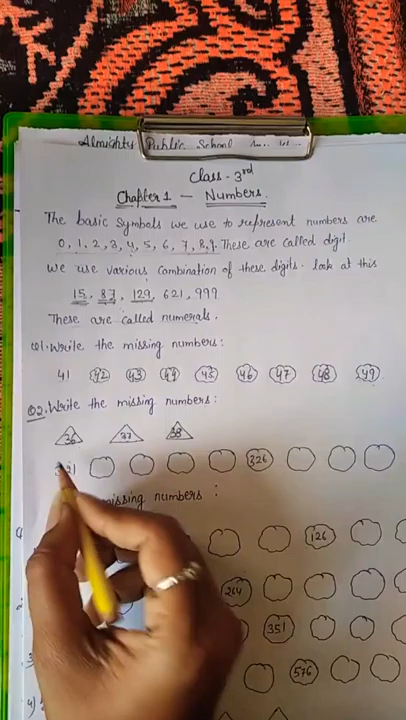 Almighty Public School
Class - 3rd
Chapter 1 - Numbers.
The basic Symbols we use to represent numbers are
0, 1, 2, 3, 4, 5, 6, 7, 8, 9. These are called digit.
We use various combination of these digits. look at this
15, 87, 129, 621, 999
These are called numerals.
Q1. Write the missing numbers:
41 42 43 44 45 46 47 48 49
Q2. Write the missing numbers:
36 37 38
321 326
missing numbers :
126
264
351
576
4)